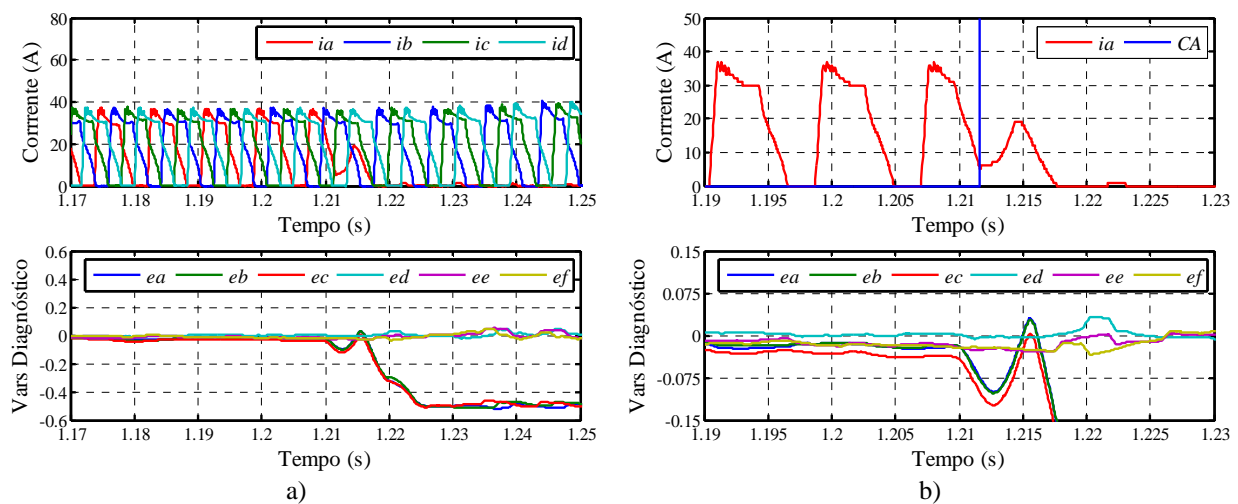 80
60
40
20
0
Corrente (A)
ia ib ic id
1.17 1.18 1.19 1.2 1.21 1.22 1.23 1.24 1.25
Tempo (s)
0.6
0.4
0.2
0
-0.2
-0.4
-0.6
Vars Diagnóstico
ea eb ec ed ee ef
1.17 1.18 1.19 1.2 1.21 1.22 1.23 1.24 1.25
Tempo (s)
a)
50
40
30
20
10
0
Corrente (A)
ia CA
1.19 1.195 1.2 1.205 1.21 1.215 1.22 1.225 1.23
Tempo (s)
0.15
0.075
0
-0.075
-0.15
Vars Diagnóstico
ea eb ec ed ee ef
1.19 1.195 1.2 1.205 1.21 1.215 1.22 1.225 1.23
Tempo (s)
b)